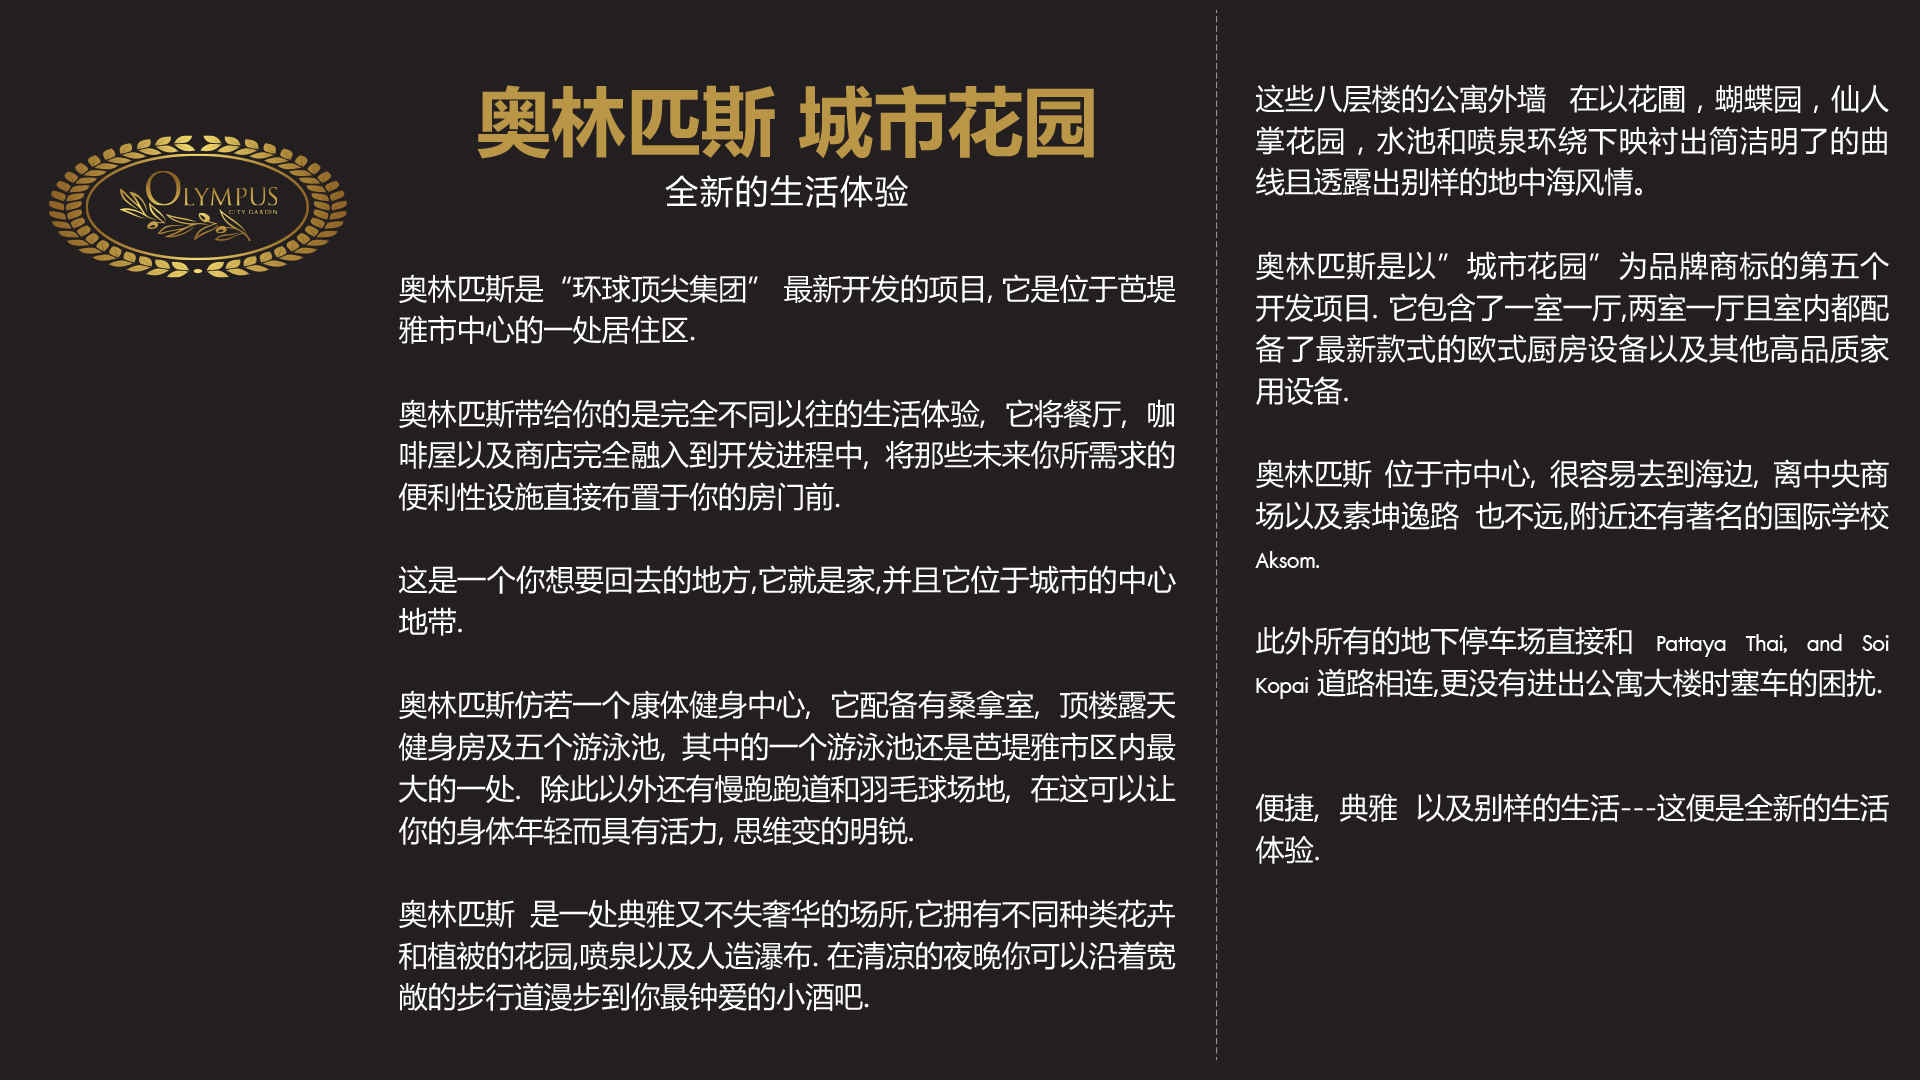 OLYMPUS
CITY GARDEN
奥林匹斯 城市花园
全新的生活体验
奥林匹斯是“环球顶尖集团” 最新开发的项目, 它是位于芭堤
雅市中心的一处居住区.
奥林匹斯带给你的是完全不同以往的生活体验, 它将餐厅, 咖
啡屋以及商店完全融入到开发进程中, 将那些未来你所需求的
便利性设施直接布置于你的房门前.
这是一个你想要回去的地方,它就是家,并且它位于城市的中心
地带.
奥林匹斯仿若一个康体健身中心, 它配备有桑拿室, 顶楼露天
健身房及五个游泳池, 其中的一个游泳池还是芭堤雅市区内最
大的一处. 除此以外还有慢跑跑道和羽毛球场地, 在这可以让
你的身体年轻而具有活力, 思维变的明锐.
奥林匹斯 是一处典雅又不失奢华的场所,它拥有不同种类花卉
和植被的花园,喷泉以及人造瀑布. 在清凉的夜晚你可以沿着宽
敞的步行道漫步到你最钟爱的小酒吧.
这些八层楼的公寓外墙 在以花圃，蝴蝶园，仙人
掌花园，水池和喷泉环绕下映衬出简洁明了的曲
线且透露出别样的地中海风情。
奥林匹斯是以”城市花园”为品牌商标的第五个
开发项目. 它包含了一室一厅,两室一厅且室内都配
备了最新款式的欧式厨房设备以及其他高品质家
用设备.
奥林匹斯 位于市中心, 很容易去到海边, 离中央商
场以及素坤逸路 也不远,附近还有著名的国际学校
Aksom.
此外所有的地下停车场直接和 Pattaya Thai, and Soi
Kopai 道路相连,更没有进出公寓大楼时塞车的困扰.
便捷, 典雅 以及别样的生活---这便是全新的生活
体验.